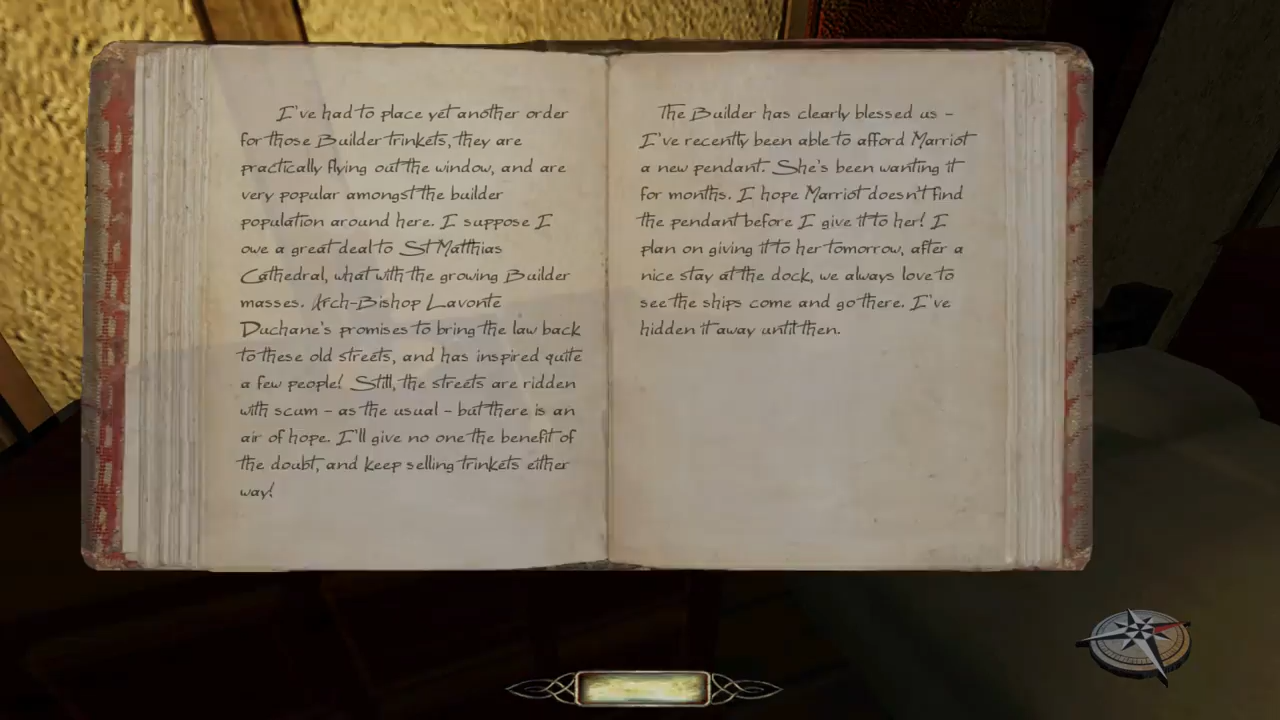 I've had to place yet another order
for those Builder trinkets, they are
practically flying out the window, and are
very popular amongst the builder
population around here. I suppose I
owe a great deal to St Matthias
Cathedral, what with the growing Builder
masses. Arch-Bishop Lavonte
Duchane's promises to bring the law back
to these old streets, and has inspired quite
a few people! Still, the streets are ridden
with scum - as the usual - but there is an
air of hope. I'll give no one the benefit of
the doubt, and keep selling trinkets either
way!
The Builder has clearly blessed us -
I've recently been able to afford Marriot
a new pendant. She's been wanting it
for months. I hope Marriot doesn't find
the pendant before I give it to her! I
plan on giving it to her tomorrow, after a
nice stay at the dock, we always love to
see the ships come and go there. I've
hidden it away until then.